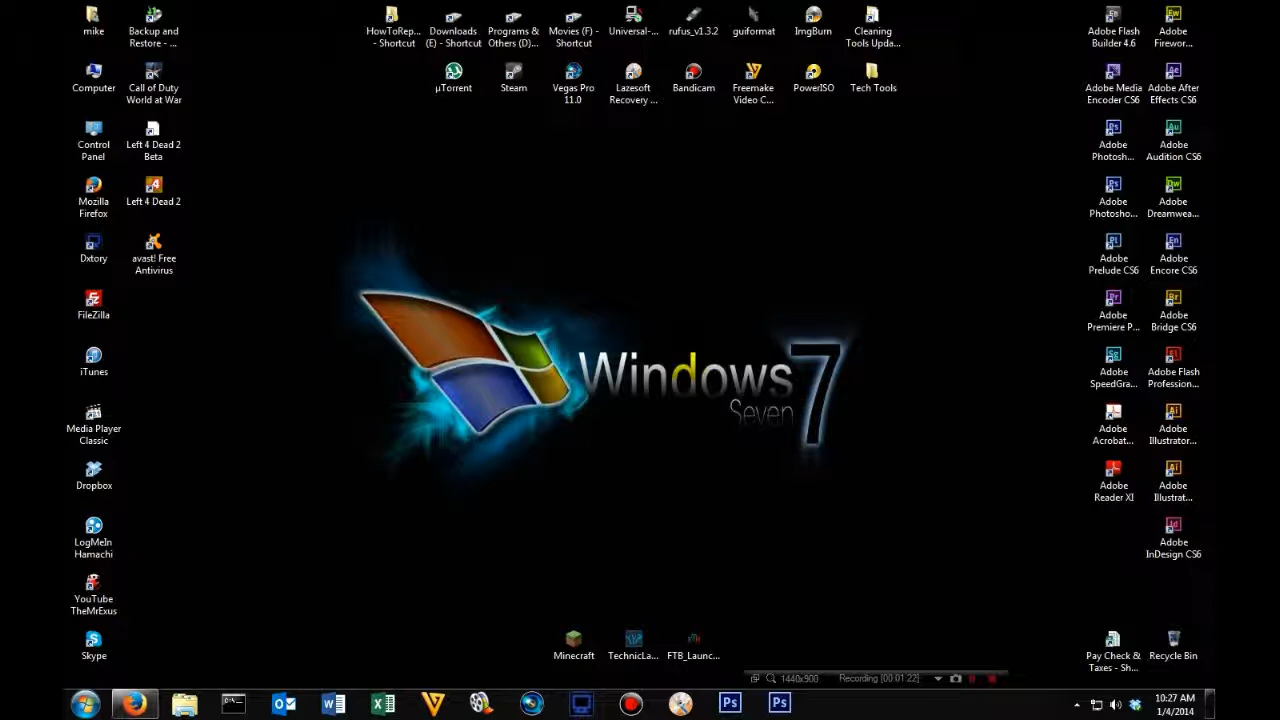 mike
Backup and
Restore - ...
HowToRep...
- Shortcut
Downloads
(E) - Shortcut
Programs &
Others (D)...
Movies (F) -
Shortcut
Universal-...
rufus_v1.3.2
guiformat
ImgBurn
Cleaning
Tools Upda...
Adobe Flash
Builder 4.6
Adobe
Firewor...
Computer
Call of Duty
World at War
µTorrent
Steam
Vegas Pro
11.0
Lazesoft
Recovery ...
Bandicam
Freemake
Video C...
PowerISO
Tech Tools
Adobe Media
Encoder CS6
Adobe After
Effects CS6
Control
Panel
Left 4 Dead 2
Beta
Adobe
Photosh...
Adobe
Audition CS6
Mozilla
Firefox
Left 4 Dead 2
Adobe
Photosho...
Adobe
Dreamwea...
Dxtory
avast! Free
Antivirus
Adobe
Prelude CS6
Adobe
Encore CS6
FileZilla
Adobe
Premiere P...
Adobe
Bridge CS6
iTunes
Adobe
SpeedGra...
Adobe Flash
Profession...
Windows 7
Seven
Media Player
Classic
Adobe
Acrobat...
Adobe
Illustrator...
Dropbox
Adobe
Reader XI
Adobe
Illustrat...
LogMeIn
Hamachi
Adobe
InDesign CS6
YouTube
TheMrExus
Skype
Minecraft
TechnicLa...
FTB_Launc...
Pay Check &
Taxes - Sh...
Recycle Bin
1440x900
Recording [00:01:22]
10:27 AM
1/4/2014